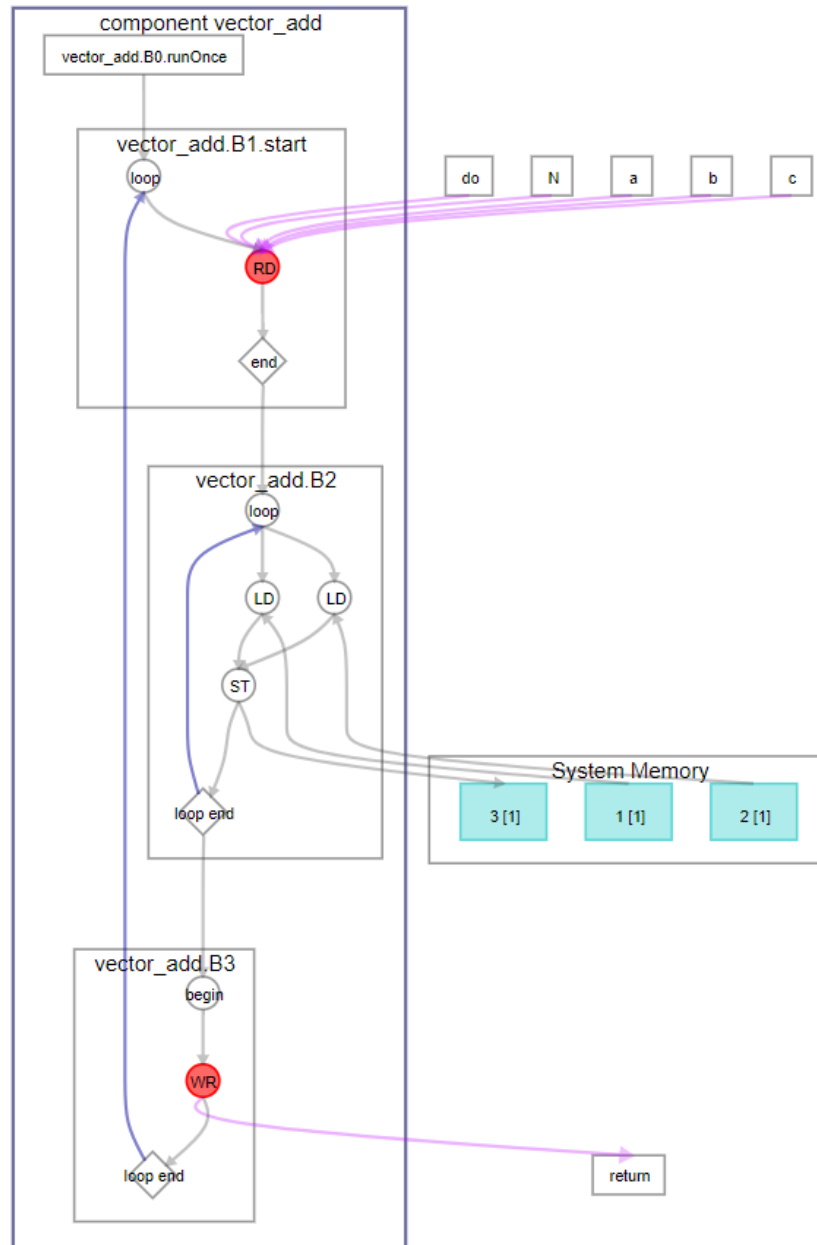 component vector_add
vector_add.B0.runOnce
vector_add.B1.start
loop
do
N
a
b
c
RD
end
vector_add.B2
loop
LD
LD
ST
System Memory
loop end
3 [1]
1 [1]
2 [1]
vector_add.B3
begin
WR
loop end
return